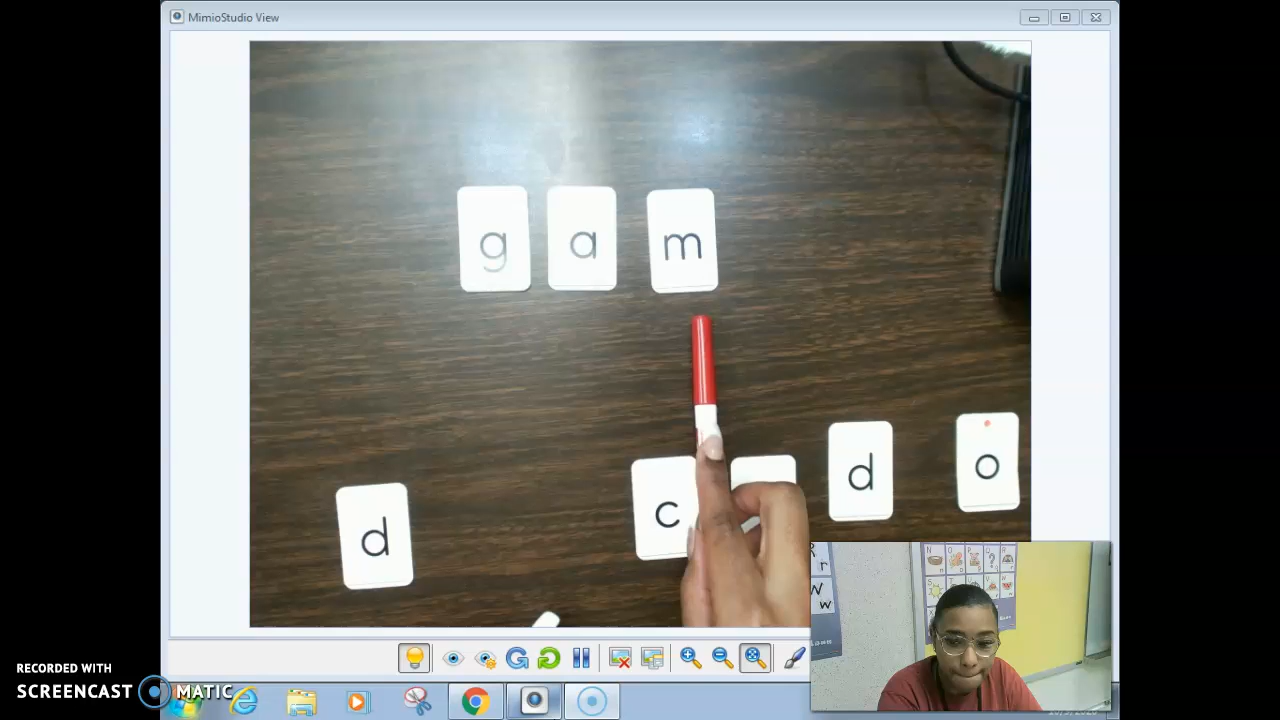 MimioStudio View
g a m
c d o
d
N O P Q R
n r
R
r
W
w
S V W
RECORDED WITH
SCREENCAST MATIC